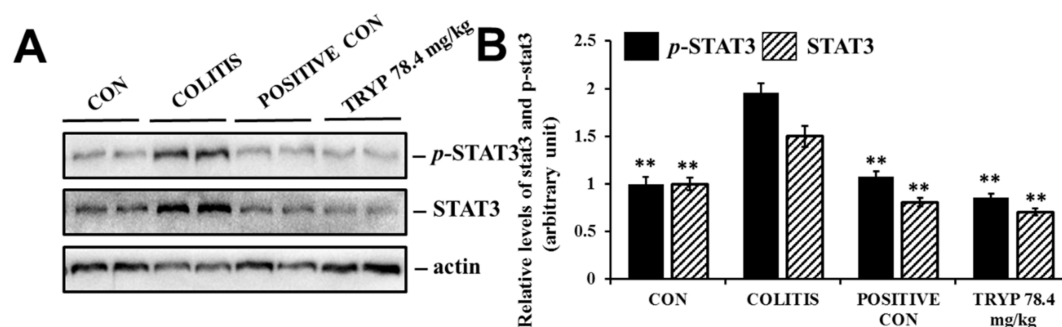 A
CON
COLITIS
POSITIVE CON
TRYP 78.4 mg/kg
p-STAT3
STAT3
actin
B
Relative levels of stat3 and p-stat3
(arbitrary unit)
2.5
2
1.5
1
0.5
0
p-STAT3
STAT3
** **
** **
** **
CON
COLITIS
POSITIVE
CON
TRYP 78.4
mg/kg